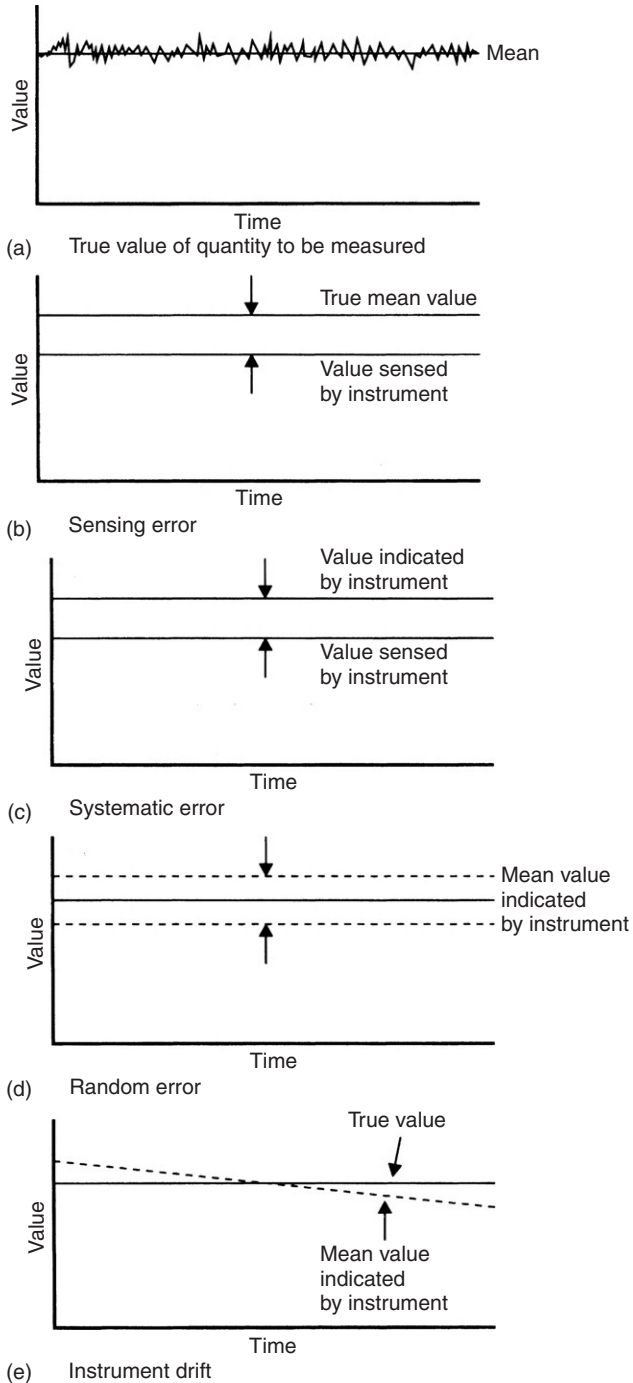 Mean
Value
Time
(a) True value of quantity to be measured
True mean value
Value sensed
by instrument
Value
Time
(b) Sensing error
Value indicated
by instrument
Value sensed
by instrument
Value
Time
(c) Systematic error
Mean value
indicated
by instrument
Value
Time
(d) Random error
True value
Mean value
indicated
by instrument
Value
Time
(e) Instrument drift